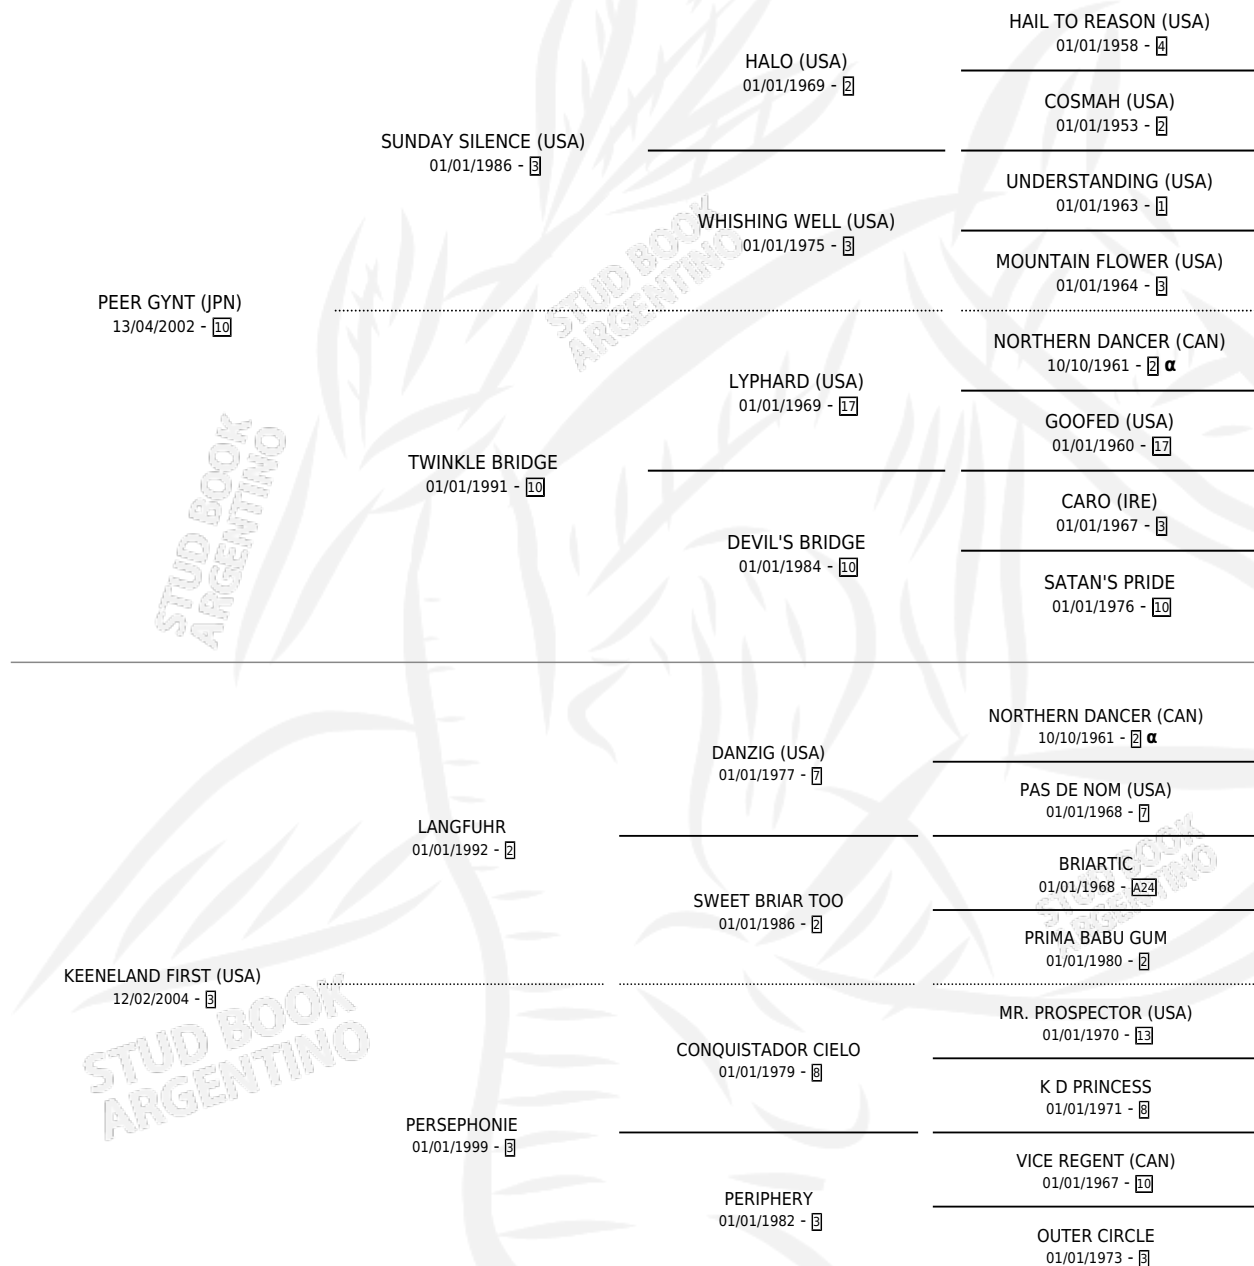 HAIL TO REASON (USA)
01/01/1958 - 4
HALO (USA)
01/01/1969 - 2
COSMAH (USA)
01/01/1953 - 2
SUNDAY SILENCE (USA)
01/01/1986 - 3
UNDERSTANDING (USA)
01/01/1963 - 1
WHISHING WELL (USA)
01/01/1975 - 3
MOUNTAIN FLOWER (USA)
01/01/1964 - 3
PEER GYNT (JPN)
13/04/2002 - 10
NORTHERN DANCER (CAN)
10/10/1961 - 2 α
LYPHARD (USA)
01/01/1969 - 17
GOOFED (USA)
01/01/1960 - 17
TWINKLE BRIDGE
01/01/1991 - 10
CARO (IRE)
01/01/1967 - 3
DEVIL'S BRIDGE
01/01/1984 - 10
SATAN'S PRIDE
01/01/1976 - 10
NORTHERN DANCER (CAN)
10/10/1961 - 2 α
DANZIG (USA)
01/01/1977 - 7
PAS DE NOM (USA)
01/01/1968 - 7
LANGFUHR
01/01/1992 - 2
BRIARTIC
01/01/1968 - A24
SWEET BRIAR TOO
01/01/1986 - 2
PRIMA BABU GUM
01/01/1980 - 2
KEENELAND FIRST (USA)
12/02/2004 - 3
MR. PROSPECTOR (USA)
01/01/1970 - 13
CONQUISTADOR CIELO
01/01/1979 - 8
K D PRINCESS
01/01/1971 - 8
PERSEPHONIE
01/01/1999 - 3
VICE REGENT (CAN)
01/01/1967 - 10
PERIPHERY
01/01/1982 - 3
OUTER CIRCLE
01/01/1973 - 3
STUD BOOK
ARGENTINO
STUD BOOK
ARGENTINO
STUD BOOK
ARGENTINO
STUD BOOK
ARGENTINO